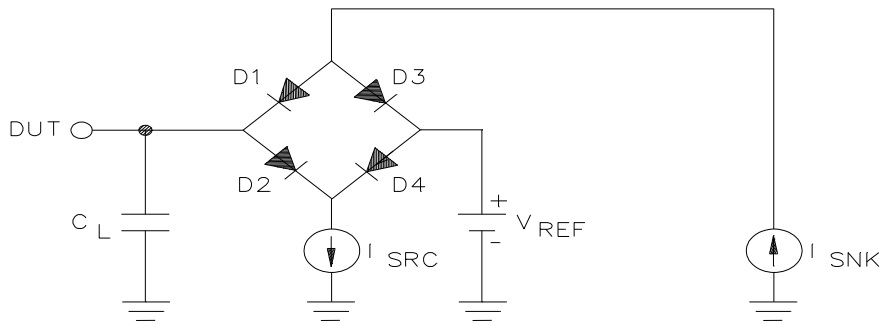 D1
D3
DUT
D2
D4
C L
+
V REF
-
I SRC
I SNK